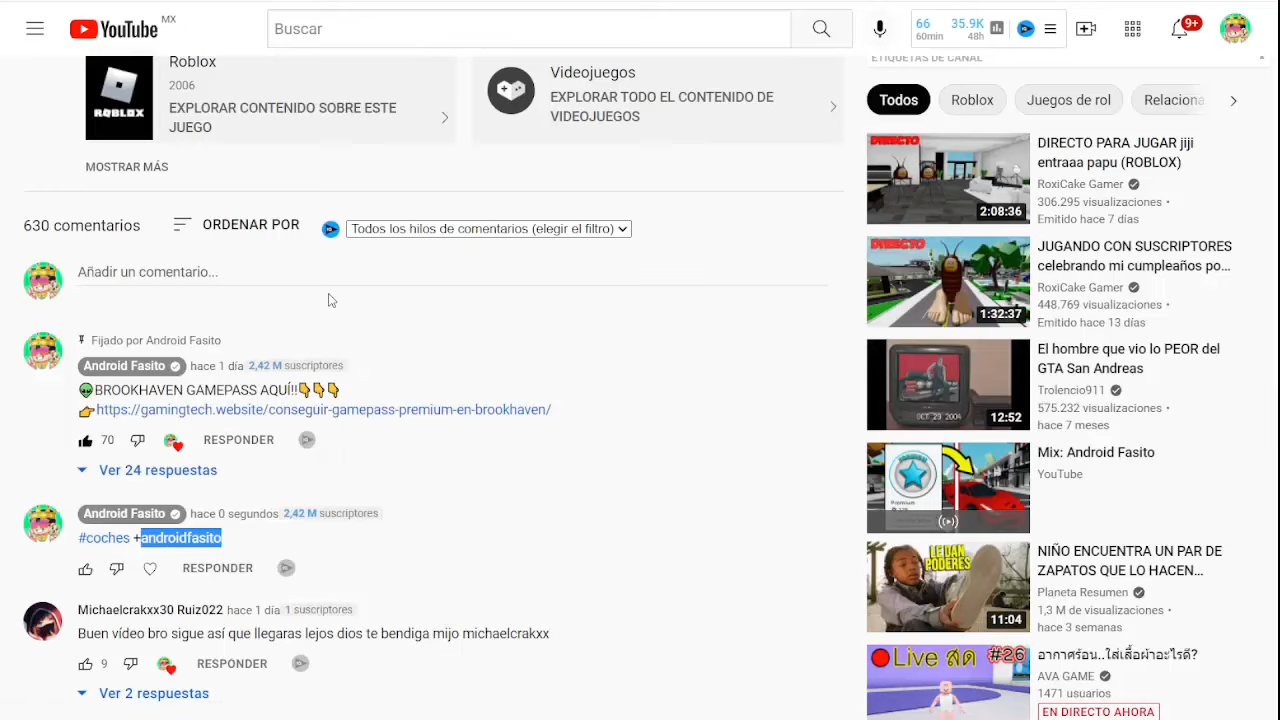 YouTube MX
Buscar
66
60min
35.9K
48h
9+
Roblox
2006
EXPLORAR CONTENIDO SOBRE ESTE
JUEGO
ROBLOX
Videojuegos
EXPLORAR TODO EL CONTENIDO DE
VIDEOJUEGOS
MOSTRAR MÁS
630 comentarios
ORDENAR POR
Todos los hilos de comentarios (elegir el filtro)
Añadir un comentario...
Fijado por Android Fasito
Android Fasito hace 1 día 2,42 M suscriptores
👽BROOKHAVEN GAMEPASS AQUÍ!!👇👇👇
👉https://gamingtech.website/conseguir-gamepass-premium-en-brookhaven/
70 RESPONDER
Ver 24 respuestas
Android Fasito hace 0 segundos 2,42 M suscriptores
#coches +androidfasito
RESPONDER
Michaelcrakxx30 Ruiz022 hace 1 día 1 suscriptores
Buen vídeo bro sigue así que llegaras lejos dios te bendiga mijo michaelcrakxx
9 RESPONDER
Ver 2 respuestas
ETIQUETAS DE CANAL
Todos Roblox Juegos de rol Relaciona
DIRECTO
2:08:36
DIRECTO PARA JUGAR jiji
entraaa papu (ROBLOX)
RoxiCake Gamer
306.295 visualizaciones •
Emitido hace 7 días
DIRECTO
1:32:37
JUGANDO CON SUSCRIPTORES
celebrando mi cumpleaños po...
RoxiCake Gamer
448.769 visualizaciones •
Emitido hace 13 días
OCT 23 2004
12:52
El hombre que vio lo PEOR del
GTA San Andreas
Trolencio911
575.232 visualizaciones •
hace 7 meses
Mix: Android Fasito
YouTube
LE DAN
PODERES
11:04
NIÑO ENCUENTRA UN PAR DE
ZAPATOS QUE LO HACEN...
Planeta Resumen
1,3 M de visualizaciones •
hace 3 semanas
Live สด #26
อากาศร้อน..ใส่เสื้อผ้าอะไรดี?
AVA GAME
1471 usuarios
EN DIRECTO AHORA